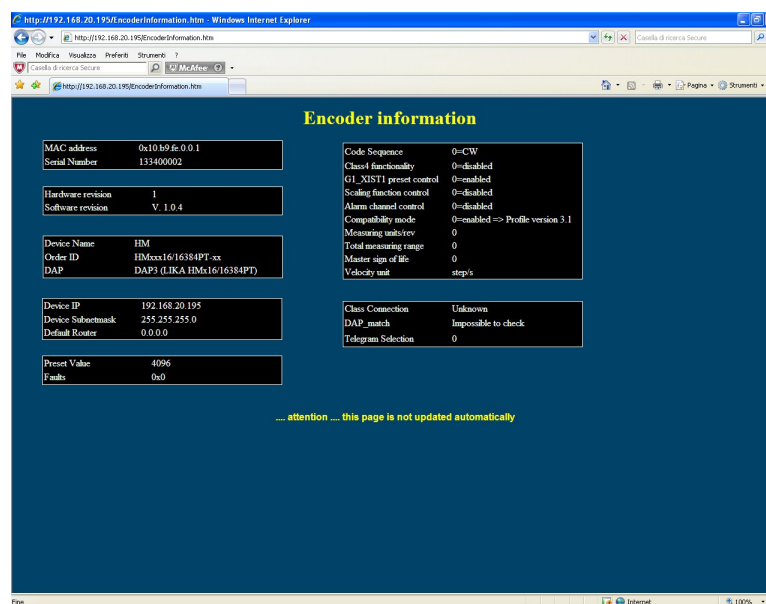 http://192.168.20.195/EncoderInformation.htm - Windows Internet Explorer
http://192.168.20.195/EncoderInformation.htm
Casella di ricerca Secure
File Modifica Visualizza Preferiti Strumenti ?
Casella di ricerca Secure McAfee
http://192.168.20.195/EncoderInformation.htm
Pagina Strumenti
Encoder information
MAC address 0x10.b9.fe.0.0.1
Serial Number 133400002
Hardware revision 1
Software revision V. 1.0.4
Device Name HM
Order ID HMxxx16/16384PT-xx
DAP DAP3 (LIKA HMx16/16384PT)
Device IP 192.168.20.195
Device Subnetmask 255.255.255.0
Default Router 0.0.0.0
Preset Value 4096
Faults 0x0
Code Sequence 0=CW
Class4 functionality 0=disabled
G1_XIST1 preset control 0=enabled
Scaling function control 0=disabled
Alarm channel control 0=disabled
Compatibility mode 0=enabled => Profile version 3.1
Measuring units/rev 0
Total measuring range 0
Master sign of life 0
Velocity unit step/s
Class Connection Unknown
DAP_match Impossible to check
Telegram Selection 0
.... attention .... this page is not updated automatically
Fine Internet 100%